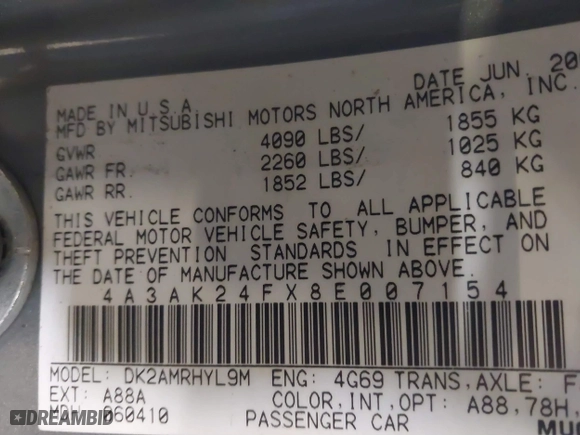 DATE JUN. 20
MADE IN U.S.A.
MFD BY MITSUBISHI MOTORS NORTH AMERICA, INC.
GVWR 4090 LBS/ 1855 KG
GAWR FR. 2260 LBS/ 1025 KG
GAWR RR. 1852 LBS/ 840 KG
THIS VEHICLE CONFORMS TO ALL APPLICABLE
FEDERAL MOTOR VEHICLE SAFETY, BUMPER, AND
THEFT PREVENTION STANDARDS IN EFFECT ON
THE DATE OF MANUFACTURE SHOWN ABOVE.
4A3AK24FX8E007154
MODEL: DK2AMRHYL9M ENG: 4G69 TRANS,AXLE: F
EXT: A88A COLOR,INT,OPT: A88,78H,
060410 PASSENGER CAR
DREAMBID